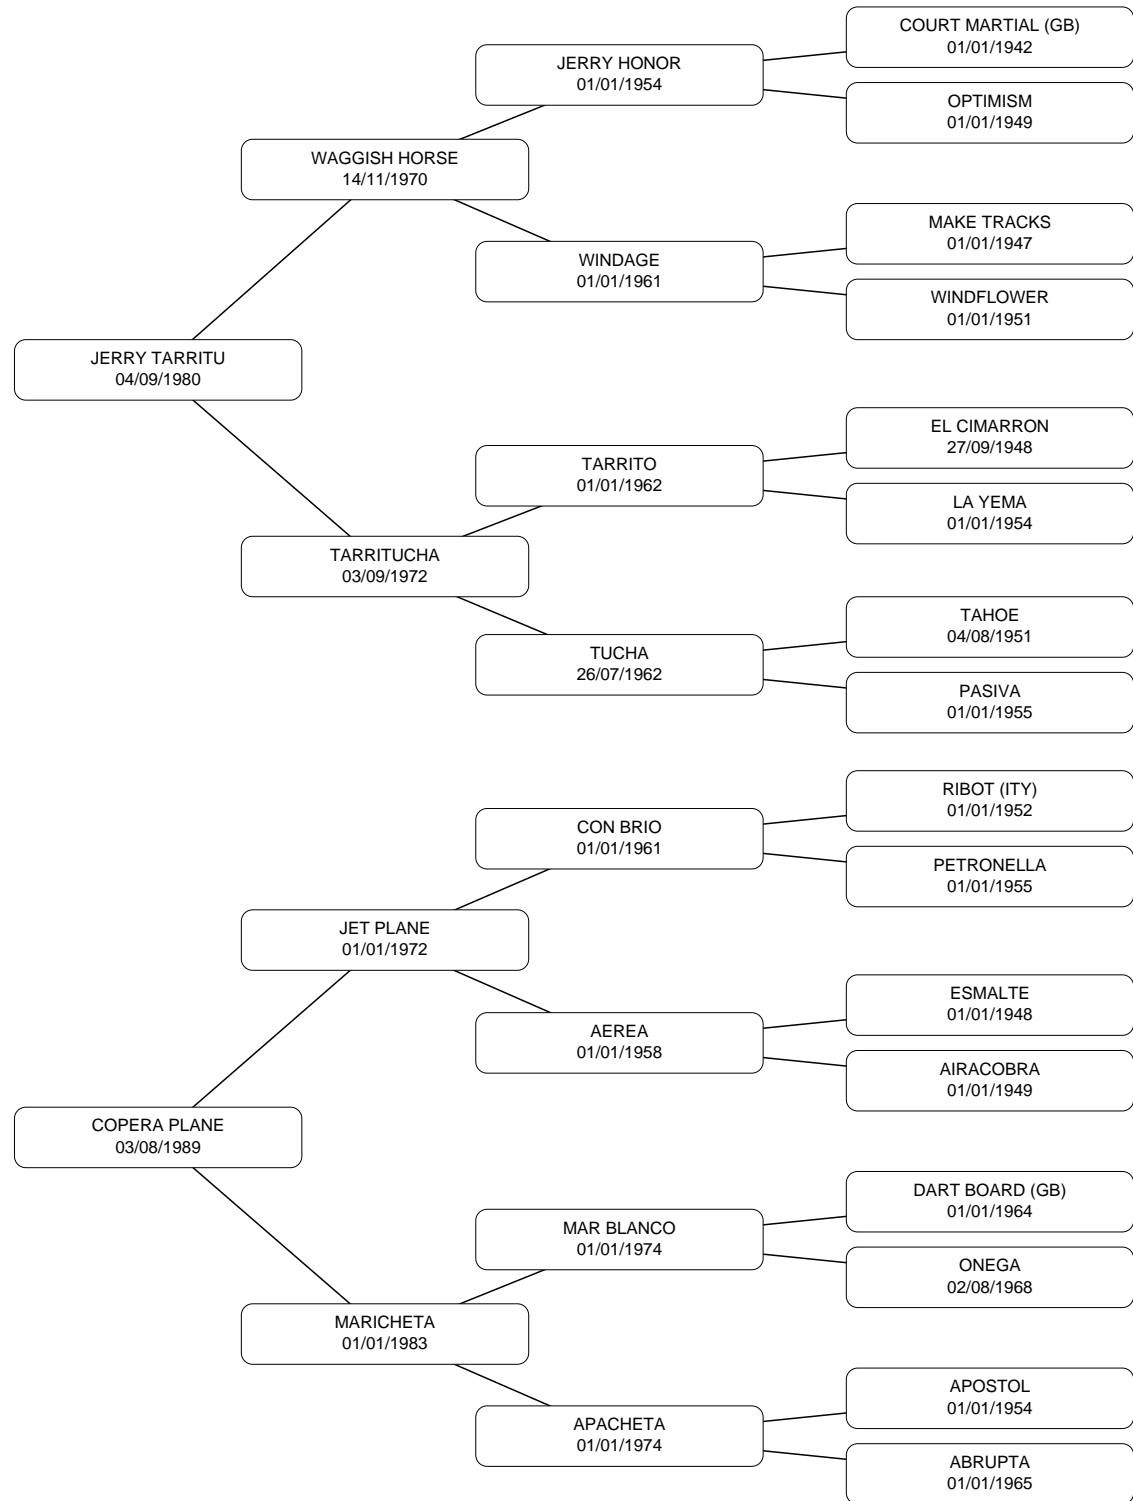 COURT MARTIAL (GB)
01/01/1942
JERRY HONOR
01/01/1954
OPTIMISM
01/01/1949
WAGGISH HORSE
14/11/1970
MAKE TRACKS
01/01/1947
WINDAGE
01/01/1961
WINDFLOWER
01/01/1951
JERRY TARRITU
04/09/1980
EL CIMARRON
27/09/1948
TARRITO
01/01/1962
LA YEMA
01/01/1954
TARRITUCHA
03/09/1972
TAHOE
04/08/1951
TUCHA
26/07/1962
PASIVA
01/01/1955
RIBOT (ITY)
01/01/1952
CON BRIO
01/01/1961
PETRONELLA
01/01/1955
JET PLANE
01/01/1972
ESMALTE
01/01/1948
AEREA
01/01/1958
AIRACOBRA
01/01/1949
COPERA PLANE
03/08/1989
DART BOARD (GB)
01/01/1964
MAR BLANCO
01/01/1974
ONEGA
02/08/1968
MARICHETA
01/01/1983
APOSTOL
01/01/1954
APACHETA
01/01/1974
ABRUPTA
01/01/1965